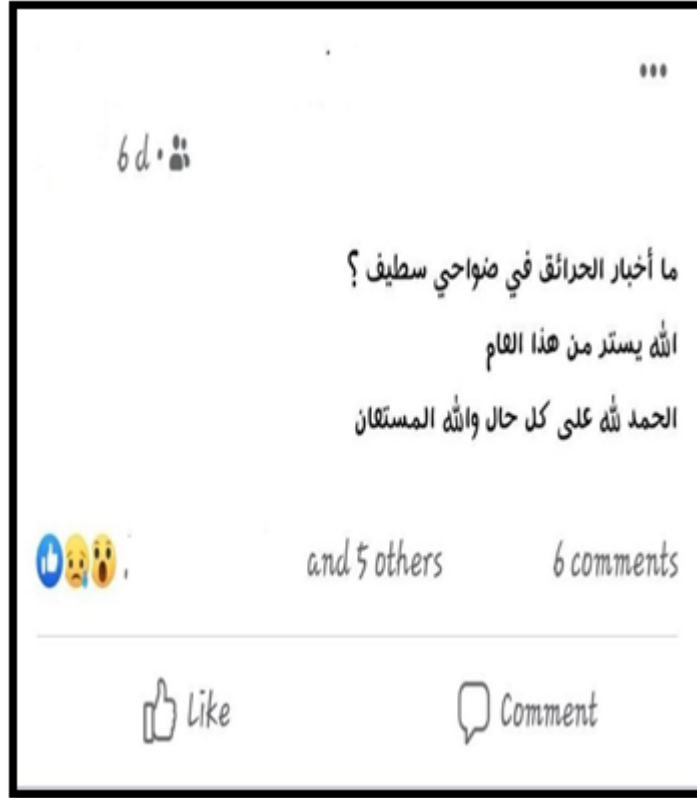 6 d
ما أخبار الحرائق في ضواحي سطيف ؟
الله يستر من هذا العام
الحمد لله على كل حال والله المستعان
and 5 others 6 comments
Like Comment